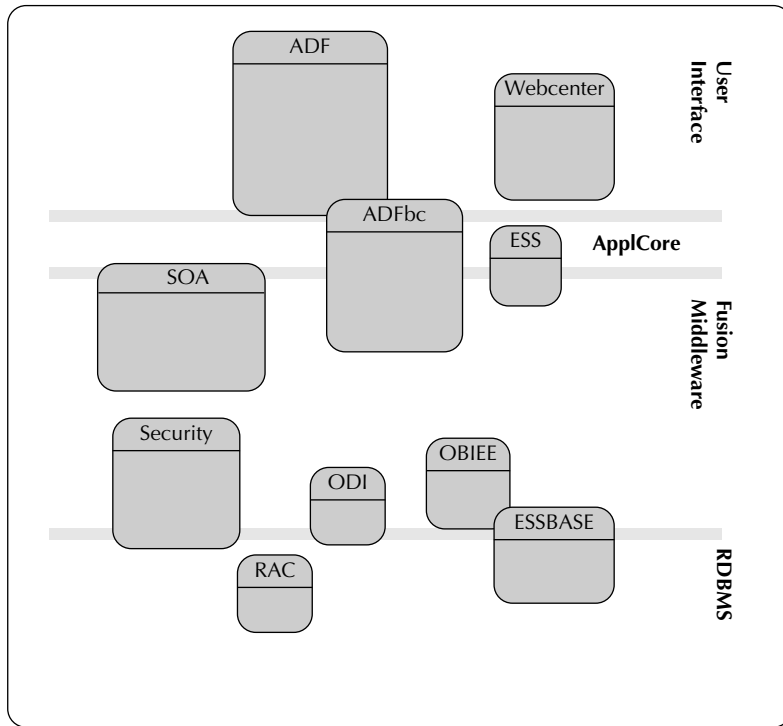 ADF
Webcenter
User
Interface
ADFbc
ESS
ApplCore
SOA
Fusion
Middleware
Security
OBIEE
ODI
ESSBASE
RAC
RDBMS